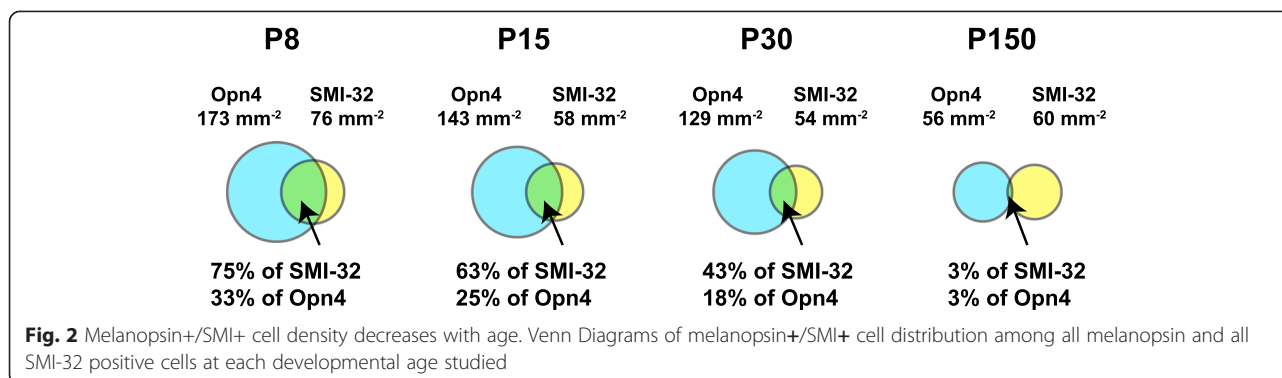 P8 P15 P30 P150
Opn4 SMI-32 Opn4 SMI-32 Opn4 SMI-32 Opn4 SMI-32
173 mm⁻² 76 mm⁻² 143 mm⁻² 58 mm⁻² 129 mm⁻² 54 mm⁻² 56 mm⁻² 60 mm⁻²
75% of SMI-32 63% of SMI-32 43% of SMI-32 3% of SMI-32
33% of Opn4 25% of Opn4 18% of Opn4 3% of Opn4
Fig. 2 Melanopsin+/SMI+ cell density decreases with age. Venn Diagrams of melanopsin+/SMI+ cell distribution among all melanopsin and all
SMI-32 positive cells at each developmental age studied